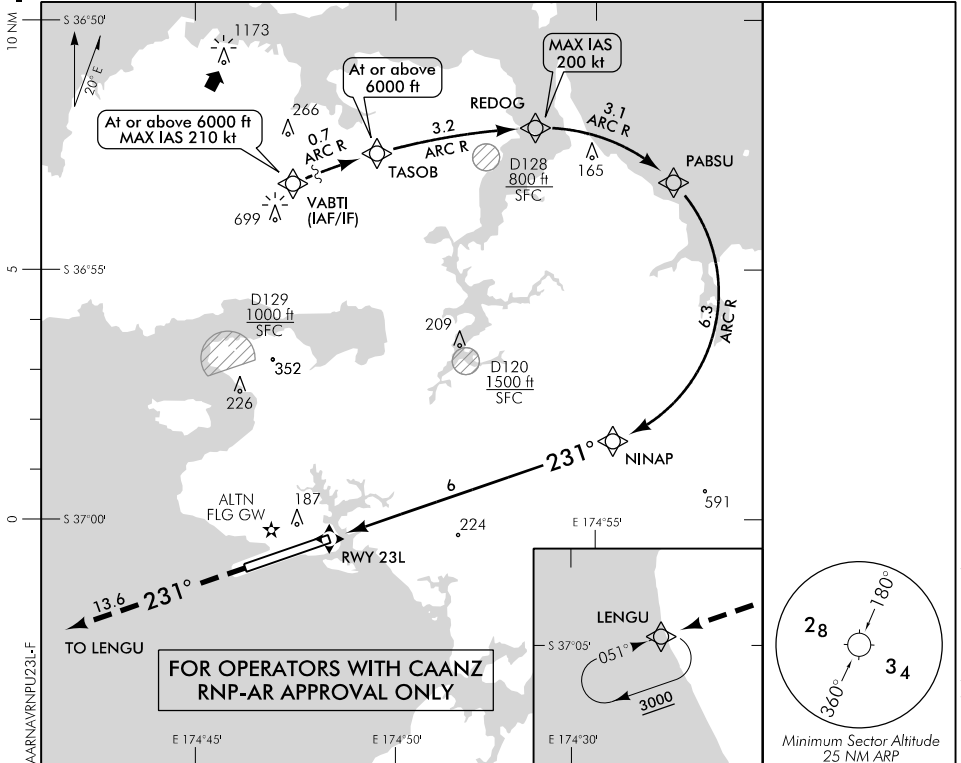 10 NM
S 36°50'
20° E
1173
At or above 6000 ft
MAX IAS 210 kt
At or above
6000 ft
MAX IAS
200 kt
REDOG
266
0.7
ARC R
3.2
ARC R
3.1
ARC R
TASOB
D128
800 ft
SFC
165
PABSU
699
VABTI
(IAF/IF)
5
S 36°55'
D129
1000 ft
SFC
352
226
209
D120
1500 ft
SFC
6.3
ARC R
231°
NINAP
6
591
0
S 37°00'
ALTN
FLG GW
187
224
E 174°55'
RWY 23L
13.6
231°
TO LENGU
FOR OPERATORS WITH CAANZ
RNP-AR APPROVAL ONLY
LENGU
S 37°05'
051°
3000
E 174°45'
E 174°50'
E 174°30'
AARNAVRNPU23L-F
180°
28
34
360°
Minimum Sector Altitude
25 NM ARP